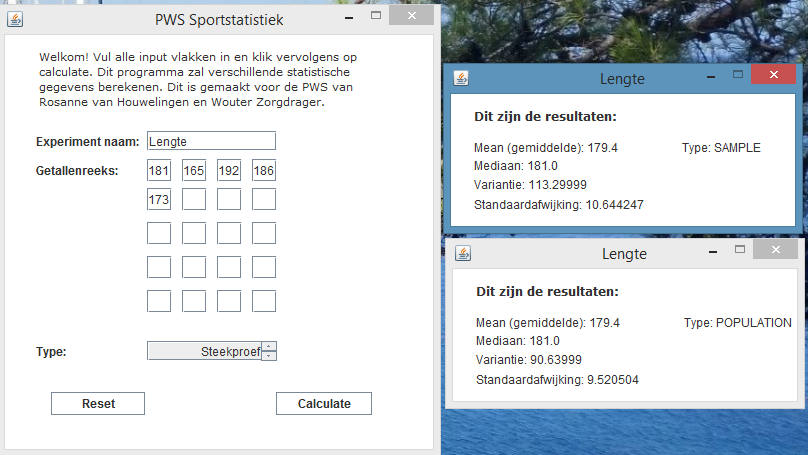 PWS Sportstatistiek
Welkom! Vul alle input vlakken in en klik vervolgens op
calculate. Dit programma zal verschillende statistische
gegevens berekenen. Dit is gemaakt voor de PWS van
Rosanne van Houwelingen en Wouter Zorgdrager.
Experiment naam: Lengte
Getallenreeks: 181 165 192 186
173
Type: Steekproef
Reset Calculate
Lengte
Dit zijn de resultaten:
Mean (gemiddelde): 179.4 Type: SAMPLE
Mediaan: 181.0
Variantie: 113.29999
Standaardafwijking: 10.644247
Lengte
Dit zijn de resultaten:
Mean (gemiddelde): 179.4 Type: POPULATION
Mediaan: 181.0
Variantie: 90.63999
Standaardafwijking: 9.520504